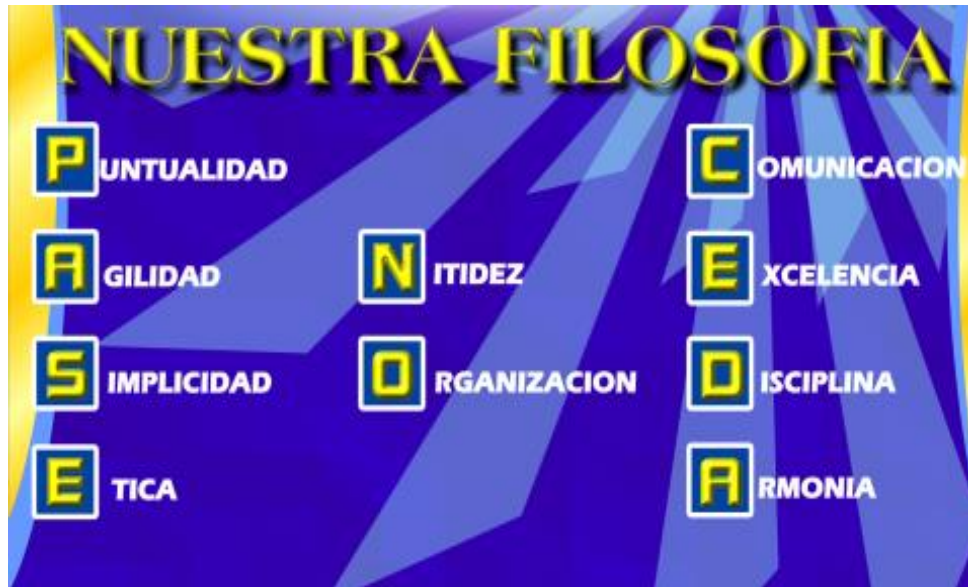 NUESTRA FILOSOFIA
PUNTUALIDAD
AGILIDAD
SIMPLICIDAD
ETICA
NITIDEZ
ORGANIZACION
COMUNICACION
EXCELENCIA
DISCIPLINA
ARMONIA